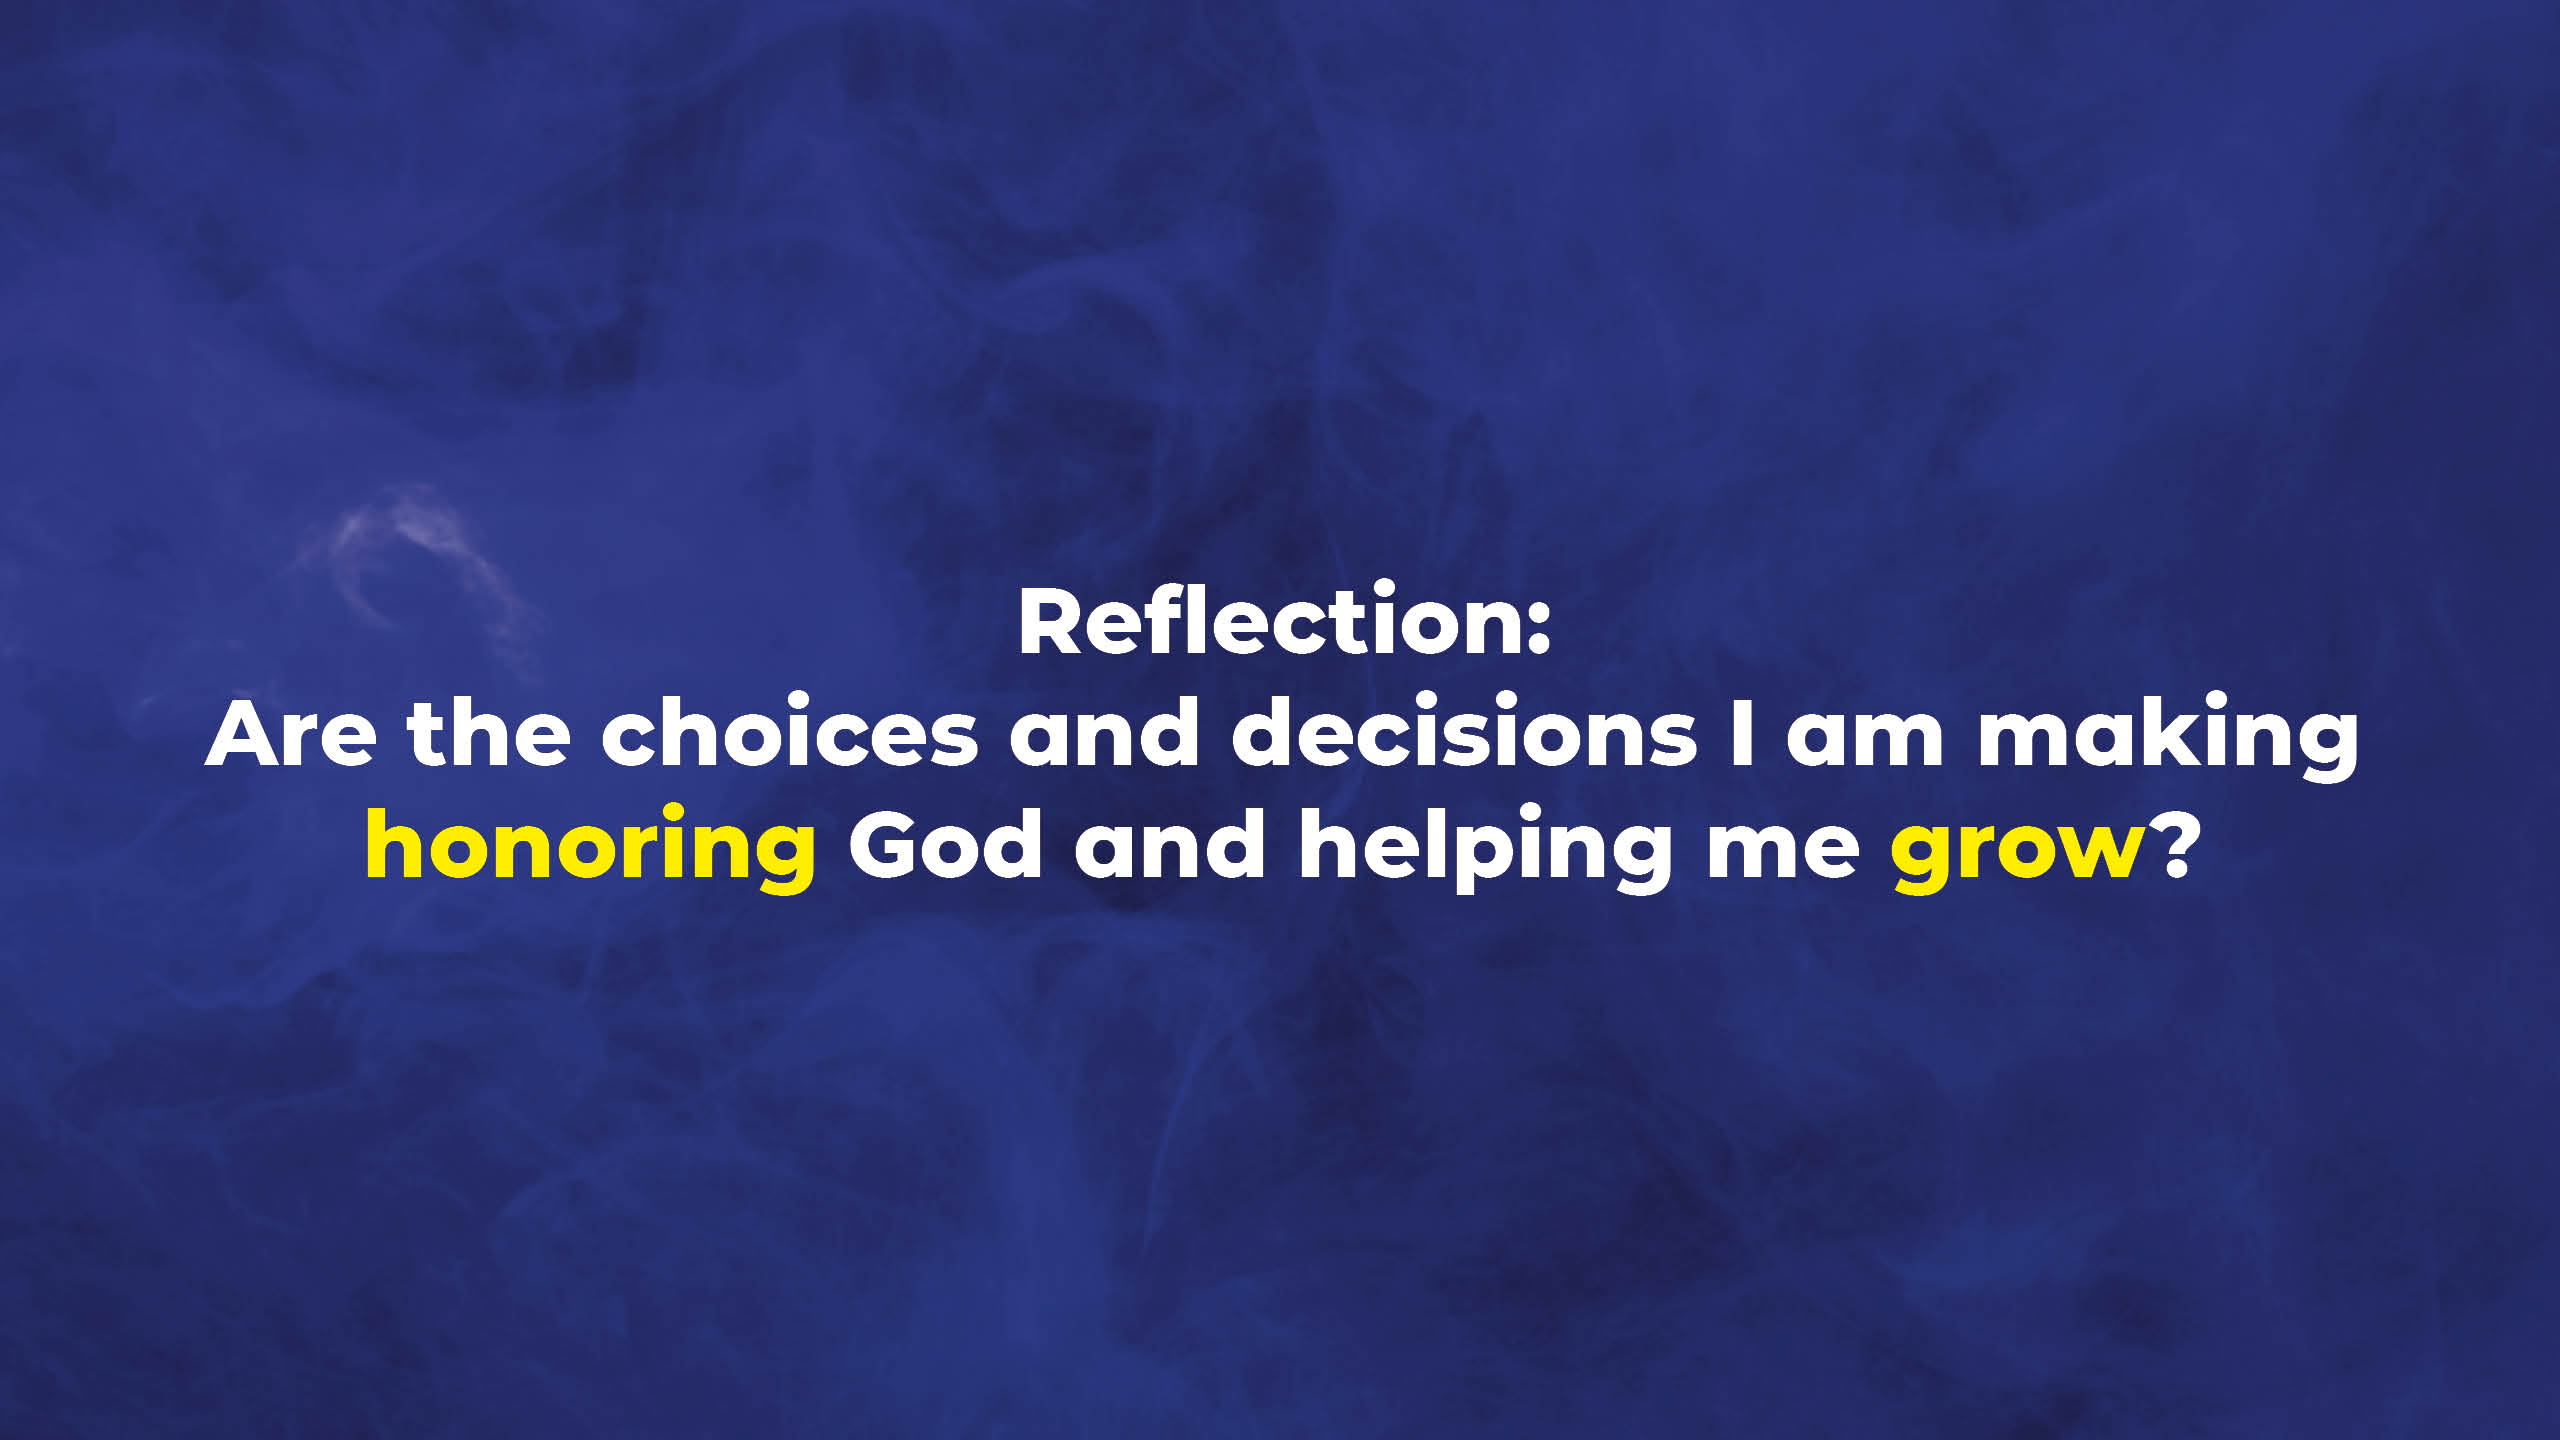 Reflection:
Are the choices and decisions I am making
honoring God and helping me grow?